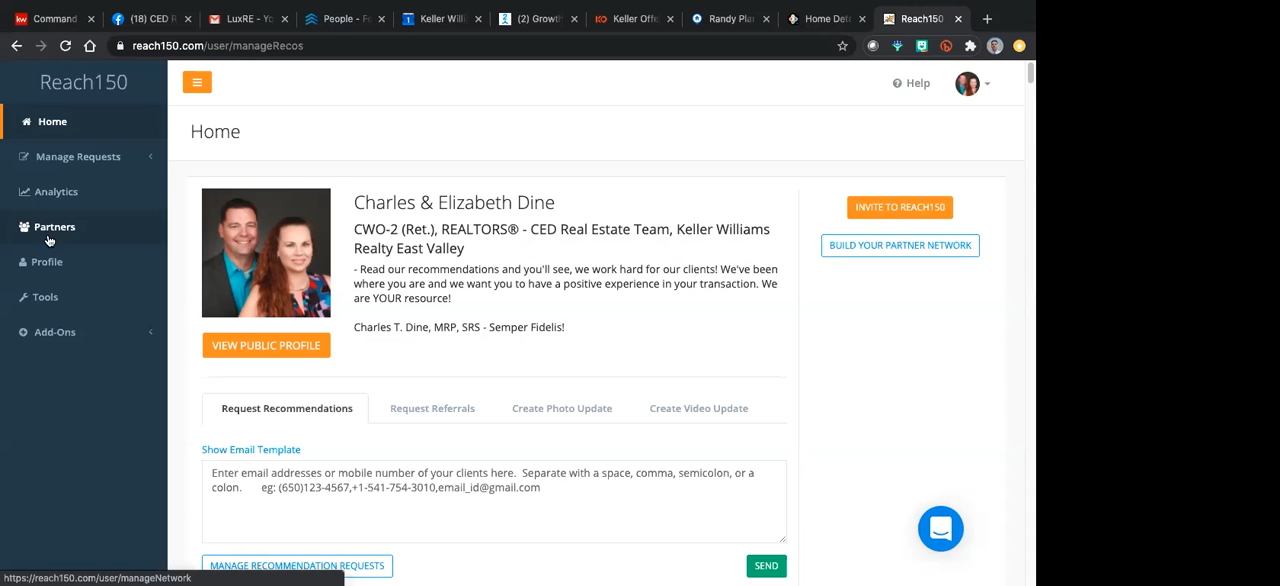 Command
(18) CED R
LuxRE - Yo
People - Fo
Keller Willi
(2) Growt
Keller Offe
Randy Plan
Home Det
Reach150
reach150.com/user/manageRecos
Reach150
Home
Manage Requests
Analytics
Partners
Profile
Tools
Add-Ons
Help
Home
Charles & Elizabeth Dine
CWO-2 (Ret.), REALTORS® - CED Real Estate Team, Keller Williams
Realty East Valley
- Read our recommendations and you'll see, we work hard for our clients! We've been
where you are and we want you to have a positive experience in your transaction. We
are YOUR resource!
Charles T. Dine, MRP, SRS - Semper Fidelis!
VIEW PUBLIC PROFILE
INVITE TO REACH150
BUILD YOUR PARTNER NETWORK
Request Recommendations
Request Referrals
Create Photo Update
Create Video Update
Show Email Template
Enter email addresses or mobile number of your clients here. Separate with a space, comma, semicolon, or a
colon. eg: (650)123-4567,+1-541-754-3010,email_id@gmail.com
MANAGE RECOMMENDATION REQUESTS
SEND
https://reach150.com/user/manageNetwork